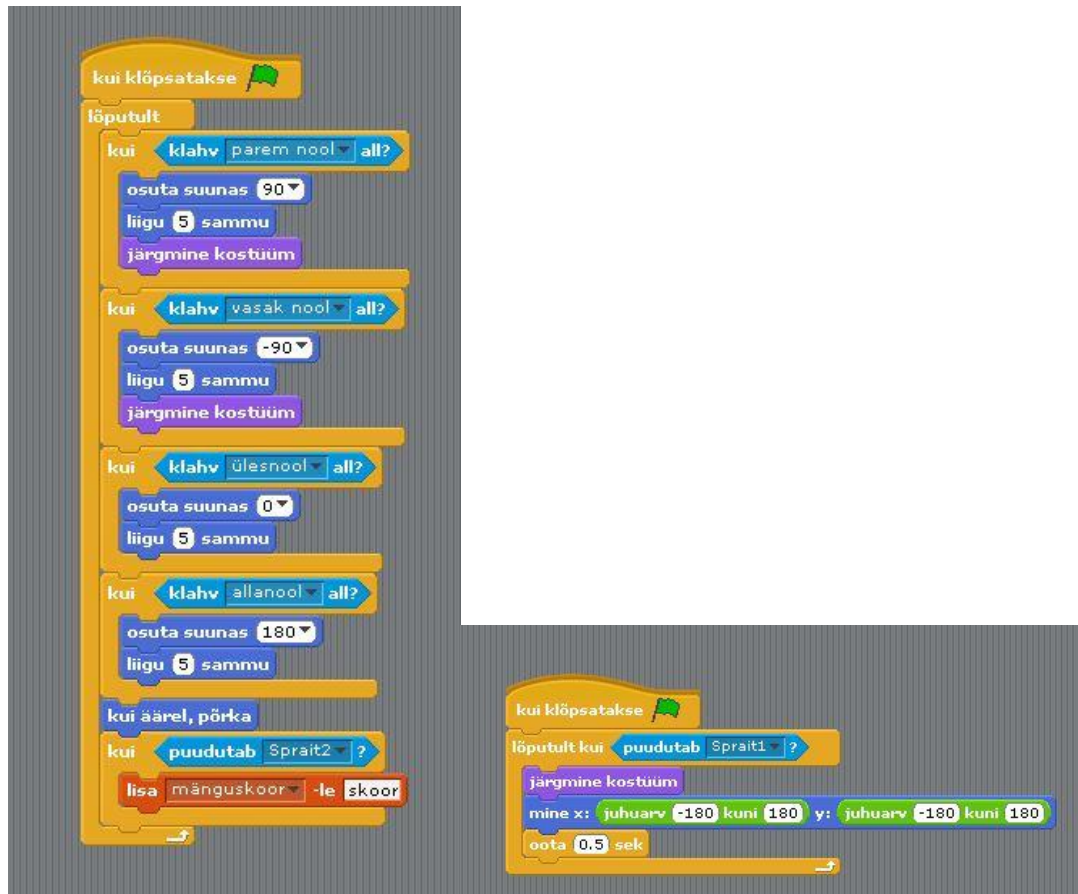 kui klõpsatakse
lõputult
kui klahv parem nool all?
osuta suunas 90
liigu 5 sammu
järgmine kostüüm
kui klahv vasak nool all?
osuta suunas -90
liigu 5 sammu
järgmine kostüüm
kui klahv ülesnool all?
osuta suunas 0
liigu 5 sammu
kui klahv allanool all?
osuta suunas 180
liigu 5 sammu
kui äärel, põrka
kui puudutab Sprait2 ?
lisa mänguskoor -le skoor
kui klõpsatakse
lõputult kui puudutab Sprait1 ?
järgmine kostüüm
mine x: juhuarv -180 kuni 180 y: juhuarv -180 kuni 180
oota 0.5 sek